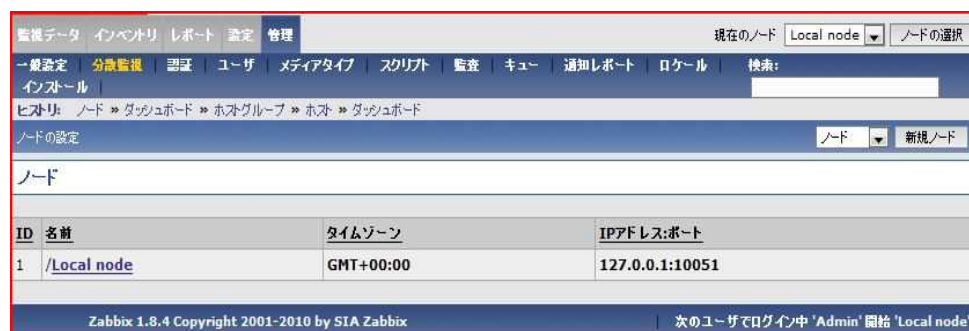 監視データ インベントリ レポート 設定 管理 現在のノード Local node ノードの選択
一般設定 | 分散監視 | 認証 | ユーザ | メディアタイプ | スクリプト | 監査 | キュー | 通知レポート | ロケール | 検索:
インストール |
ヒストリ: ノード » ダッシュボード » ホストグループ » ホスト » ダッシュボード
ノードの設定 ノード 新規ノード
ノード
ID 名前 タイムゾーン IPアドレス:ポート
1 /Local node GMT+00:00 127.0.0.1:10051
Zabbix 1.8.4 Copyright 2001-2010 by SIA Zabbix | 次のユーザでログイン中 'Admin' 開始 'Local node'